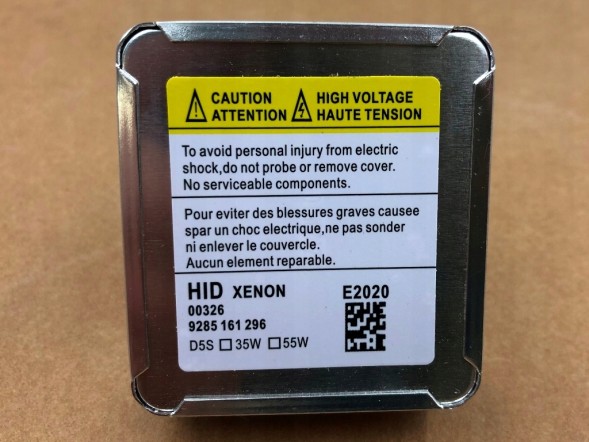 CAUTION
ATTENTION
HIGH VOLTAGE
HAUTE TENSION
To avoid personal injury from electric
shock,do not probe or remove cover.
No serviceable components.
Pour eviter des blessures graves causee
spar un choc electrique,ne pas sonder
ni enlever le couvercle.
Aucun element reparable.
HID XENON
00326
9285 161 296
D5S □ 35W □ 55W
E2020